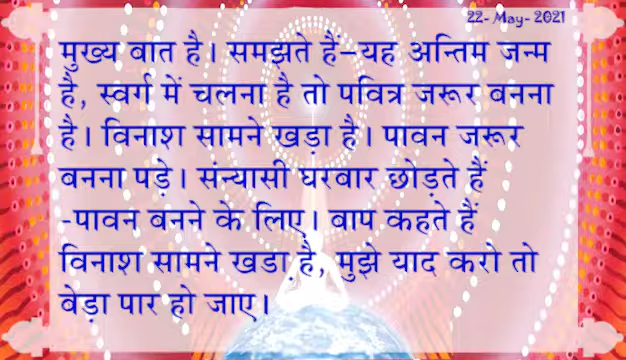 22- May- 2021
मुख्य बात है। समझते हैं–यह अन्तिम जन्म
है, स्वर्ग में चलना है तो पवित्र जरूर बनना
है। विनाश सामने खड़ा है। पावन जरूर
बनना पड़े। संन्यासी घरबार छोड़ते हैं
-पावन बनने के लिए। बाप कहते हैं
विनाश सामने खडा़ है, मुझे याद करो तो
बेड़ा पार हो जाए।